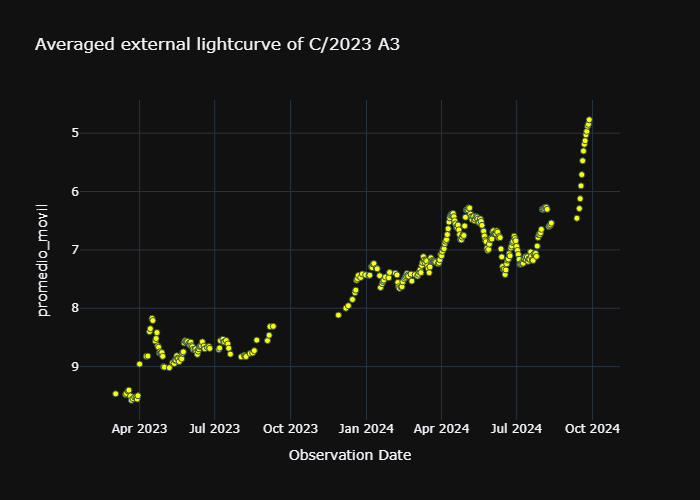 Averaged external lightcurve of C/2023 A3
promedio_movil
5
6
7
8
9
Apr 2023 Jul 2023 Oct 2023 Jan 2024 Apr 2024 Jul 2024 Oct 2024
Observation Date